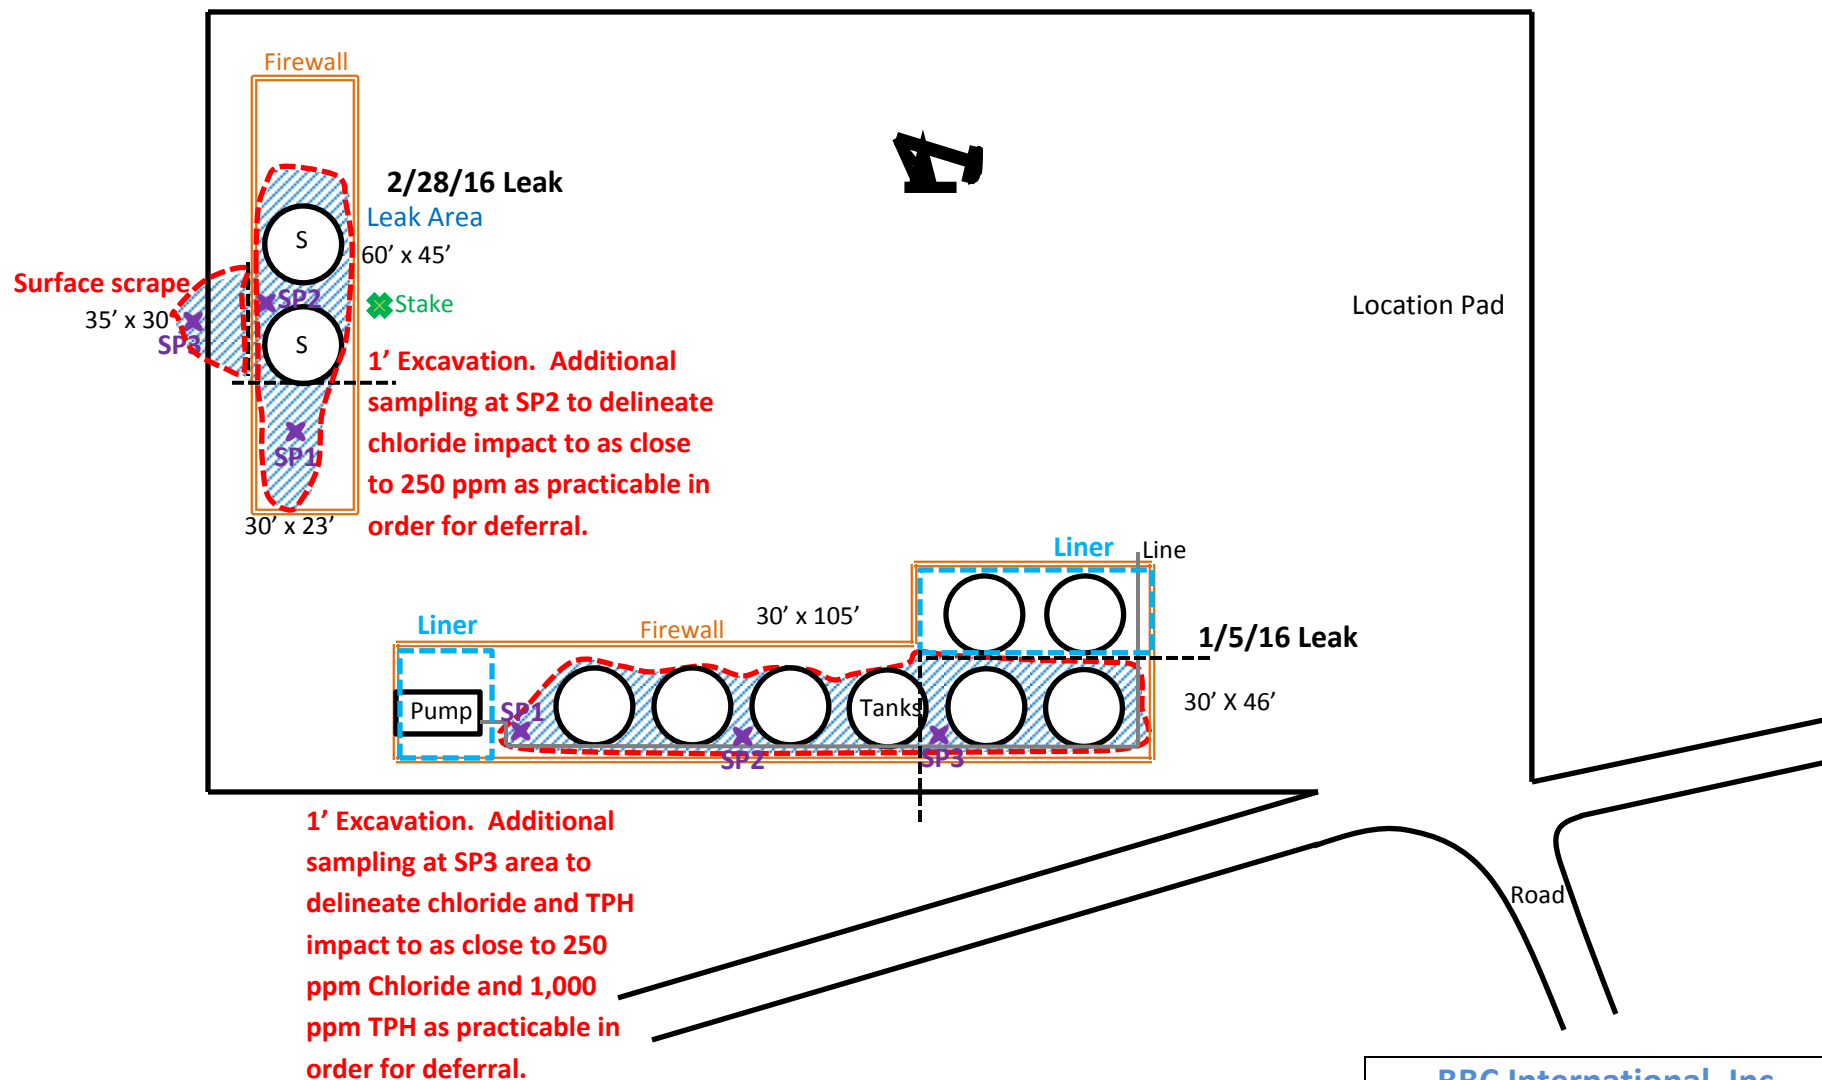 Firewall
2/28/16 Leak
Leak Area
60’ x 45’
S
Surface scrape
35’ x 30’
SP3
SP2
Stake
S
Location Pad
1’ Excavation.  Additional
sampling at SP2 to delineate
chloride impact to as close
to 250 ppm as practicable in
order for deferral.
SP1
30’ x 23’
Liner
Line
Liner
Firewall
30’ x 105’
1/5/16 Leak
30’ X 46’
Pump
SP1
Tanks
SP2
SP3
1’ Excavation.  Additional
sampling at SP3 area to
delineate chloride and TPH
impact to as close to 250
ppm Chloride and 1,000
ppm TPH as practicable in
order for deferral.
Road
BBC International, Inc.